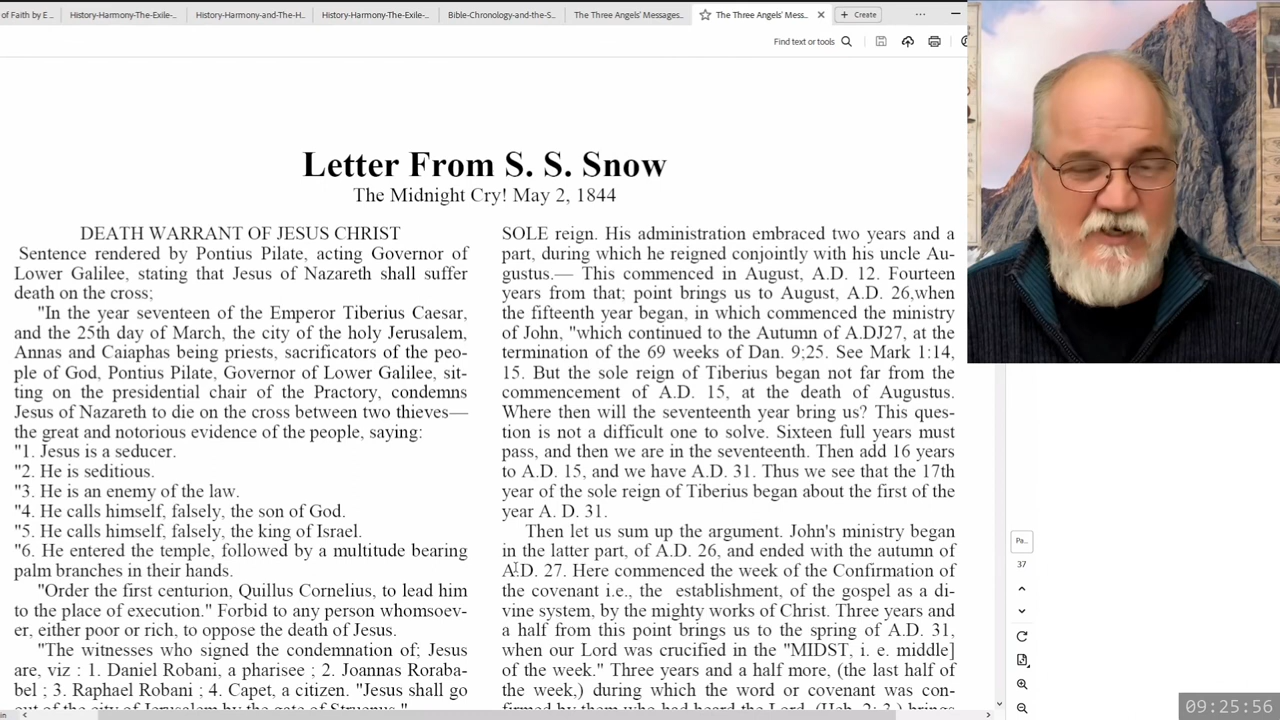 of Faith by E...
History-Harmony-The-Exile-...
History-Harmony-and-The-H...
History-Harmony-The-Exile-...
Bible-Chronology-and-the-S...
The Three Angels' Messages...
The Three Angels' Mess...
Create
Find text or tools
Letter From S. S. Snow
The Midnight Cry! May 2, 1844
DEATH WARRANT OF JESUS CHRIST
Sentence rendered by Pontius Pilate, acting Governor of
Lower Galilee, stating that Jesus of Nazareth shall suffer
death on the cross;
"In the year seventeen of the Emperor Tiberius Caesar,
and the 25th day of March, the city of the holy Jerusalem,
Annas and Caiaphas being priests, sacrificators of the peo-
ple of God, Pontius Pilate, Governor of Lower Galilee, sit-
ting on the presidential chair of the Practory, condemns
Jesus of Nazareth to die on the cross between two thieves—
the great and notorious evidence of the people, saying:
"1. Jesus is a seducer.
"2. He is seditious.
"3. He is an enemy of the law.
"4. He calls himself, falsely, the son of God.
"5. He calls himself, falsely, the king of Israel.
"6. He entered the temple, followed by a multitude bearing
palm branches in their hands.
"Order the first centurion, Quillus Cornelius, to lead him
to the place of execution." Forbid to any person whomsoev-
er, either poor or rich, to oppose the death of Jesus.
"The witnesses who signed the condemnation of; Jesus
are, viz : 1. Daniel Robani, a pharisee ; 2. Joannas Roraba-
bel ; 3. Raphael Robani ; 4. Capet, a citizen. "Jesus shall go
out of the city of Jerusalem by the gate of Struenus."
SOLE reign. His administration embraced two years and a
part, during which he reigned conjointly with his uncle Au-
gustus.— This commenced in August, A.D. 12. Fourteen
years from that; point brings us to August, A.D. 26,when
the fifteenth year began, in which commenced the ministry
of John, "which continued to the Autumn of A.DJ27, at the
termination of the 69 weeks of Dan. 9;25. See Mark 1:14,
15. But the sole reign of Tiberius began not far from the
commencement of A.D. 15, at the death of Augustus.
Where then will the seventeenth year bring us? This ques-
tion is not a difficult one to solve. Sixteen full years must
pass, and then we are in the seventeenth. Then add 16 years
to A.D. 15, and we have A.D. 31. Thus we see that the 17th
year of the sole reign of Tiberius began about the first of the
year A. D. 31.
Then let us sum up the argument. John's ministry began
in the latter part, of A.D. 26, and ended with the autumn of
A.D. 27. Here commenced the week of the Confirmation of
the covenant i.e., the establishment, of the gospel as a di-
vine system, by the mighty works of Christ. Three years and
a half from this point brings us to the spring of A.D. 31,
when our Lord was crucified in the "MIDST, i. e. middle]
of the week." Three years and a half more, (the last half of
the week,) during which the word or covenant was con-
firmed by them who had heard the Lord, (Heb. 2: 3,) brings
Pa...
37
in
09:25:56